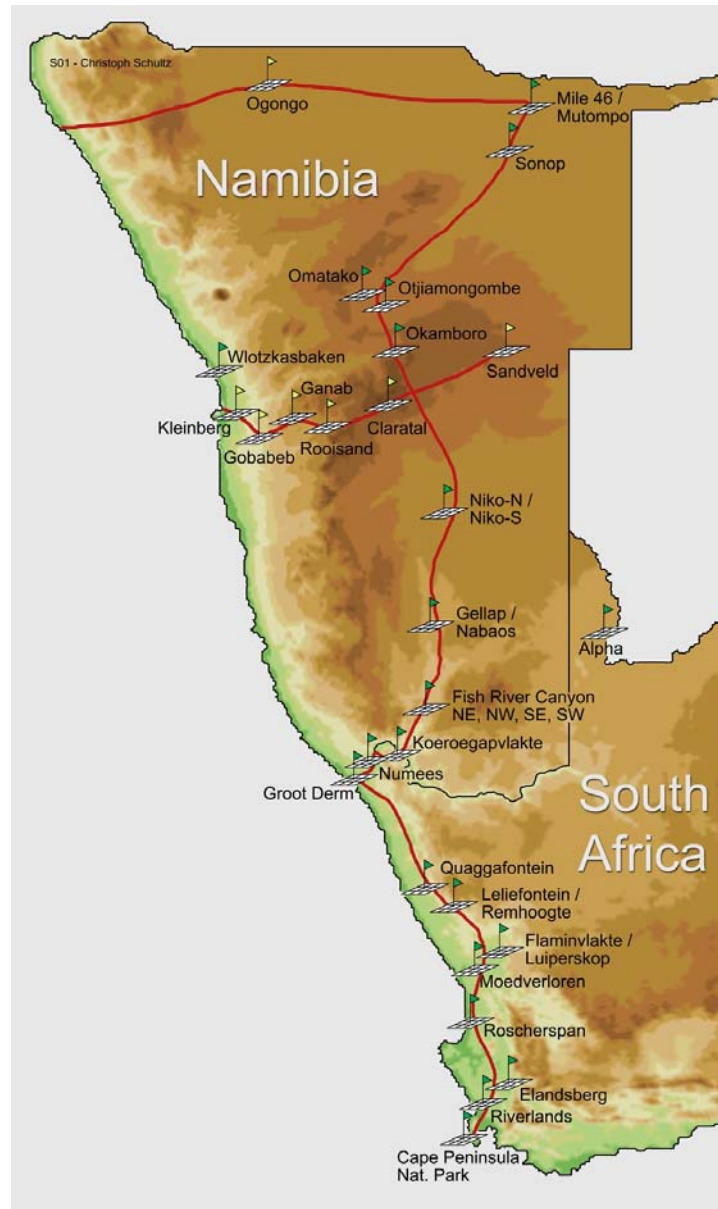 S01 - Christoph Schultz
Ogongo
Mile 46 /
Mutompo
Sonop
Namibia
Omatako
Otjiamongombe
Okamboro
Wlotzkasbaken
Sandveld
Ganab
Kleinberg
Claratal
Rooisand
Gobabeb
Niko-N /
Niko-S
Gellap /
Nabaos
Alpha
Fish River Canyon
NE, NW, SE, SW
Koeroegapvlakte
Numees
Groot Derm
South
Africa
Quaggafontein
Leliefontein /
Remhoogte
Flaminvlakte /
Luiperskop
Moedverloren
Roscherspan
Elandsberg
Riverlands
Cape Peninsula
Nat. Park